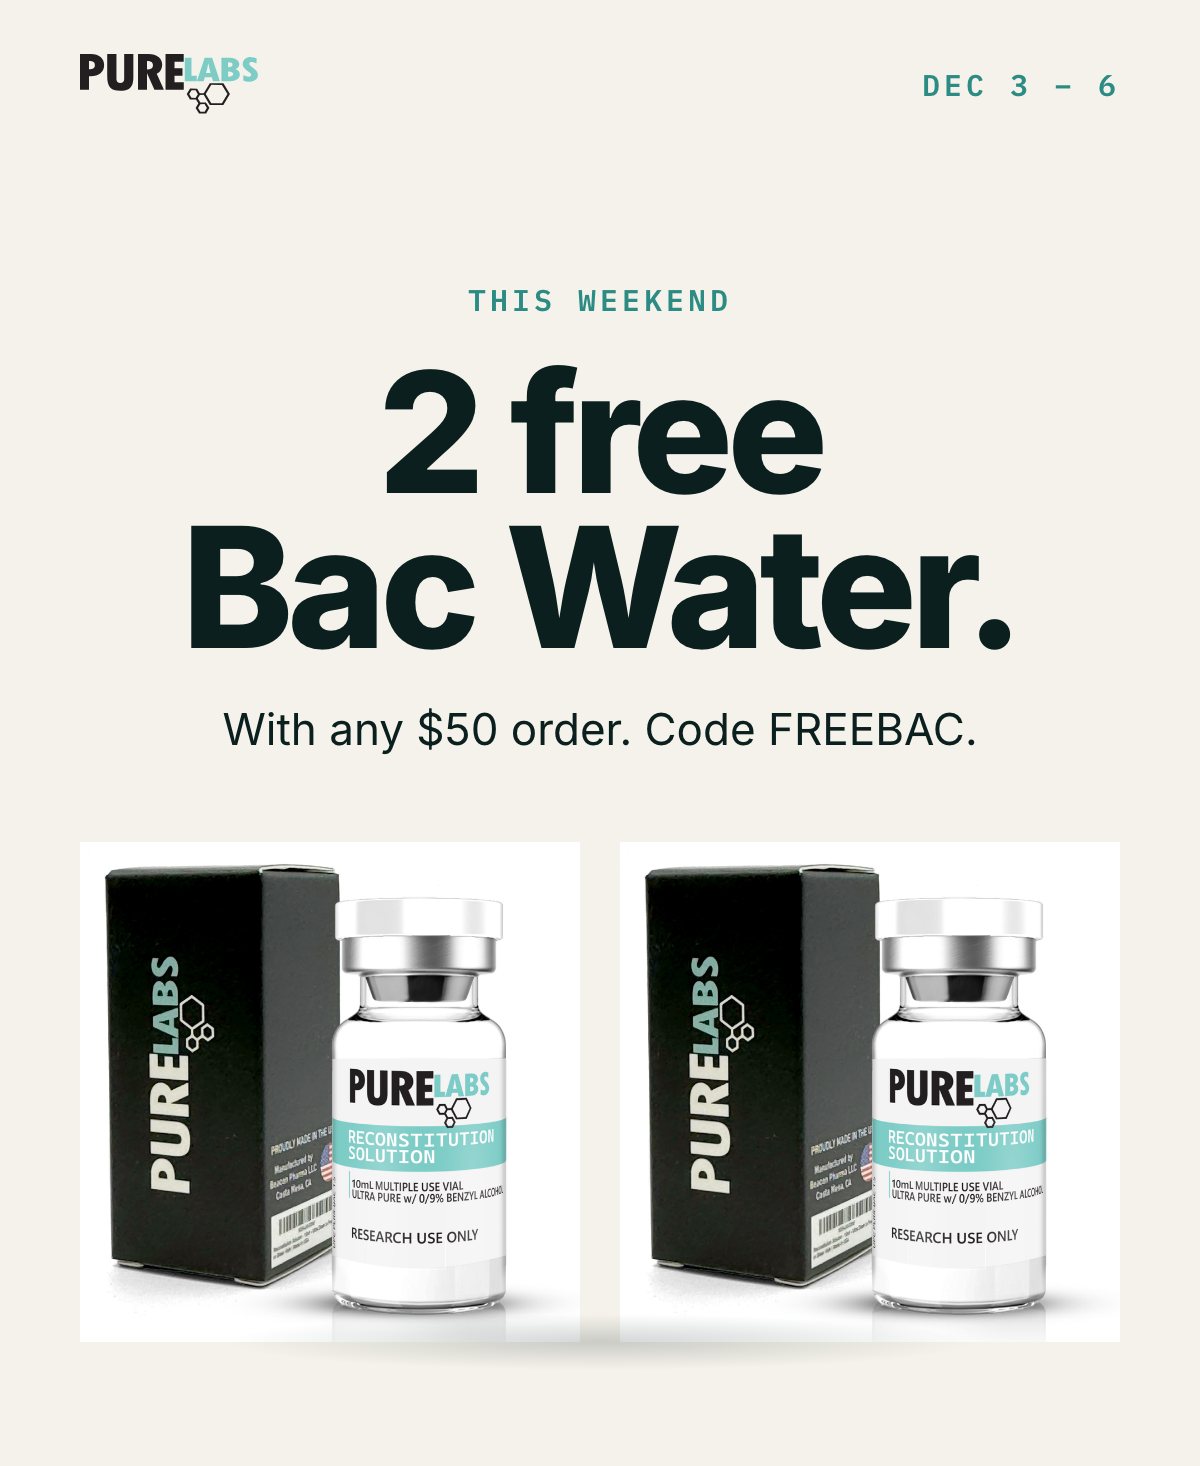 PURELABS
DEC 3 – 6
THIS WEEKEND
2 free
Bac Water.
With any $50 order. Code FREEBAC.
PURELABS
PROUDLY MADE IN THE
Manufactured by
Beacon Pharma LLC
Costa Mesa, CA
PURELABS
RECONSTITUTION
SOLUTION
10mL MULTIPLE USE VIAL
ULTRA PURE w/ 0/9% BENZYL ALCOHOL
RESEARCH USE ONLY
PURELABS
PROUDLY MADE IN THE
Manufactured by
Beacon Pharma LLC
Costa Mesa, CA
PURELABS
RECONSTITUTION
SOLUTION
10mL MULTIPLE USE VIAL
ULTRA PURE w/ 0/9% BENZYL ALCOHOL
RESEARCH USE ONLY